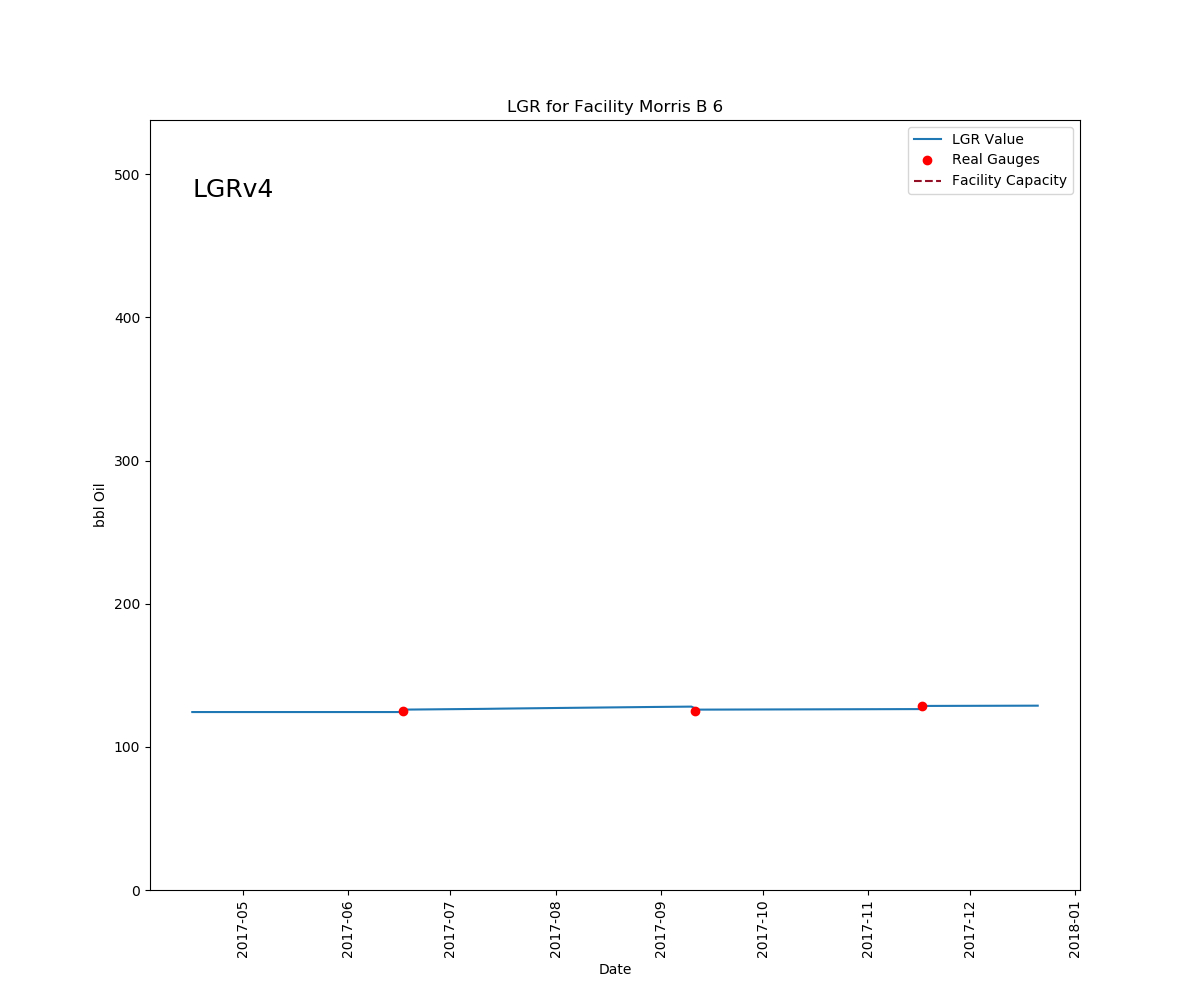 LGR for Facility Morris B 6
LGRv4
LGR Value
Real Gauges
Facility Capacity
500
400
300
200
100
0
bbl Oil
2017-05
2017-06
2017-07
2017-08
2017-09
2017-10
2017-11
2017-12
2018-01
Date